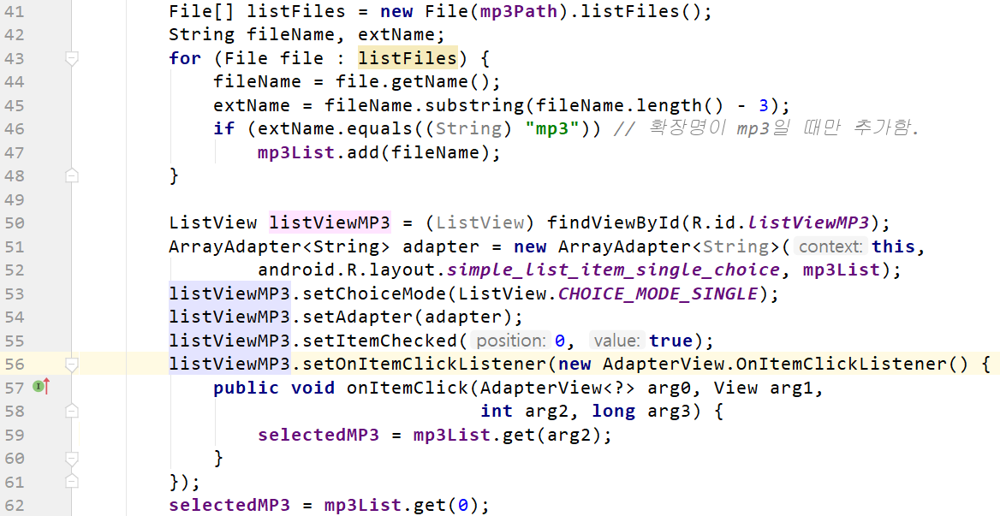 41 File[] listFiles = new File(mp3Path).listFiles();
42 String fileName, extName;
43 for (File file : listFiles) {
44 fileName = file.getName();
45 extName = fileName.substring(fileName.length() - 3);
46 if (extName.equals((String) "mp3")) // 확장명이 mp3일 때만 추가함.
47 mp3List.add(fileName);
48 }
49
50 ListView listViewMP3 = (ListView) findViewById(R.id.listViewMP3);
51 ArrayAdapter<String> adapter = new ArrayAdapter<String>( context: this,
52 android.R.layout.simple_list_item_single_choice, mp3List);
53 listViewMP3.setChoiceMode(ListView.CHOICE_MODE_SINGLE);
54 listViewMP3.setAdapter(adapter);
55 listViewMP3.setItemChecked( position: 0, value: true);
56 listViewMP3.setOnItemClickListener(new AdapterView.OnItemClickListener() {
57 public void onItemClick(AdapterView<?> arg0, View arg1,
58 int arg2, long arg3) {
59 selectedMP3 = mp3List.get(arg2);
60 }
61 });
62 selectedMP3 = mp3List.get(0);